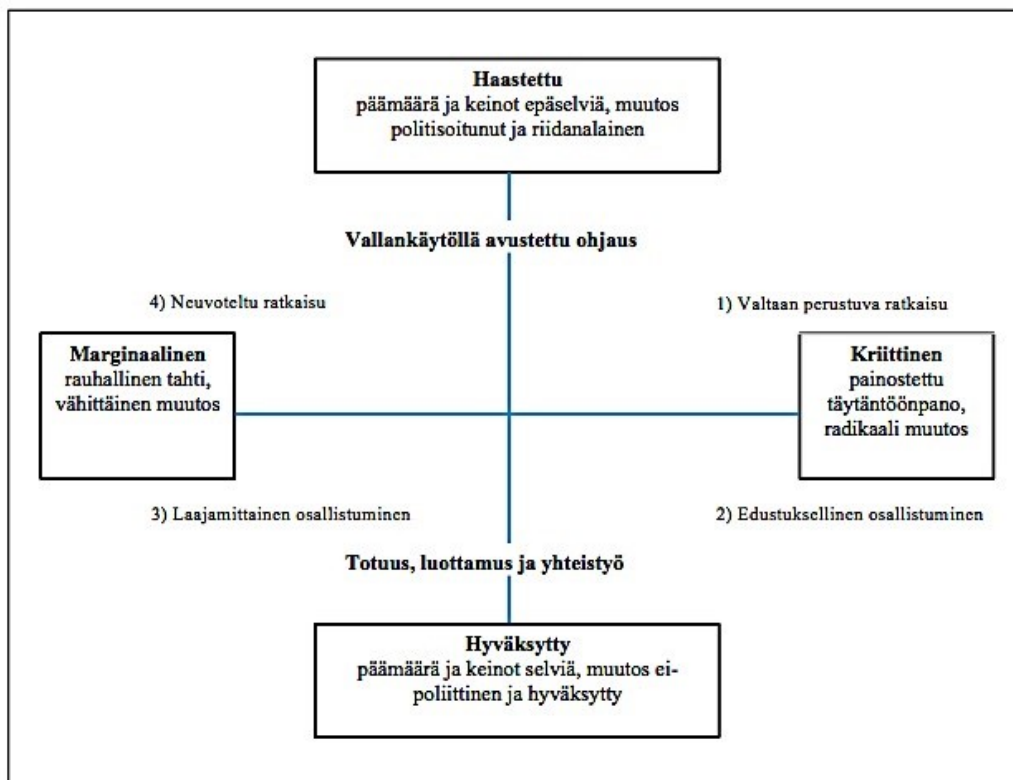 Haastettu
päämäärä ja keinot epäselviä, muutos
politisoitunut ja riidanalainen
Vallankäytöllä avustettu ohjaus
4) Neuvoteltu ratkaisu
1) Valtaan perustuva ratkaisu
Marginaalinen
rauhallinen tahti,
vähittäinen muutos
Kriittinen
painostettu
täytäntöönpano,
radikaali muutos
3) Laajamittainen osallistuminen
2) Edustuksellinen osallistuminen
Totuus, luottamus ja yhteistyö
Hyväksytty
päämäärä ja keinot selviä, muutos ei-
poliittinen ja hyväksytty